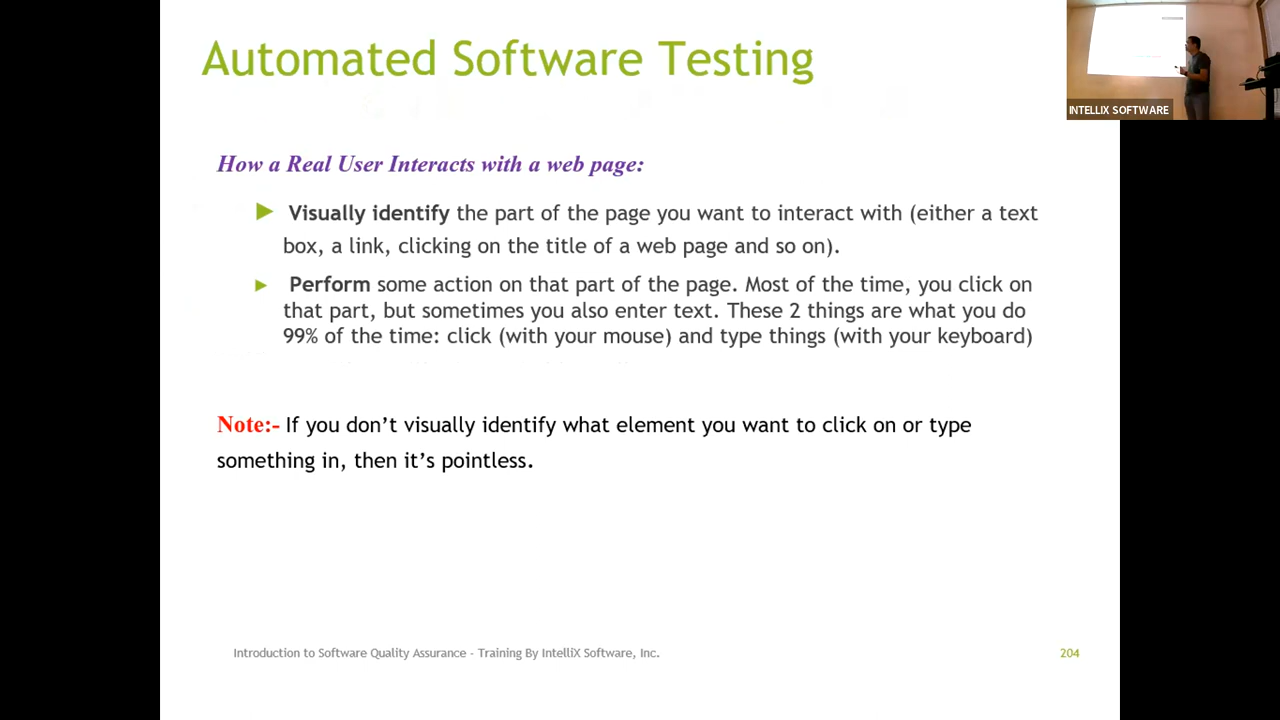 Automated Software Testing
INTELLIX SOFTWARE
How a Real User Interacts with a web page:
Visually identify the part of the page you want to interact with (either a text
box, a link, clicking on the title of a web page and so on).
Perform some action on that part of the page. Most of the time, you click on
that part, but sometimes you also enter text. These 2 things are what you do
99% of the time: click (with your mouse) and type things (with your keyboard)
Note:- If you don’t visually identify what element you want to click on or type
something in, then it’s pointless.
Introduction to Software Quality Assurance - Training By IntelliX Software, Inc.
204